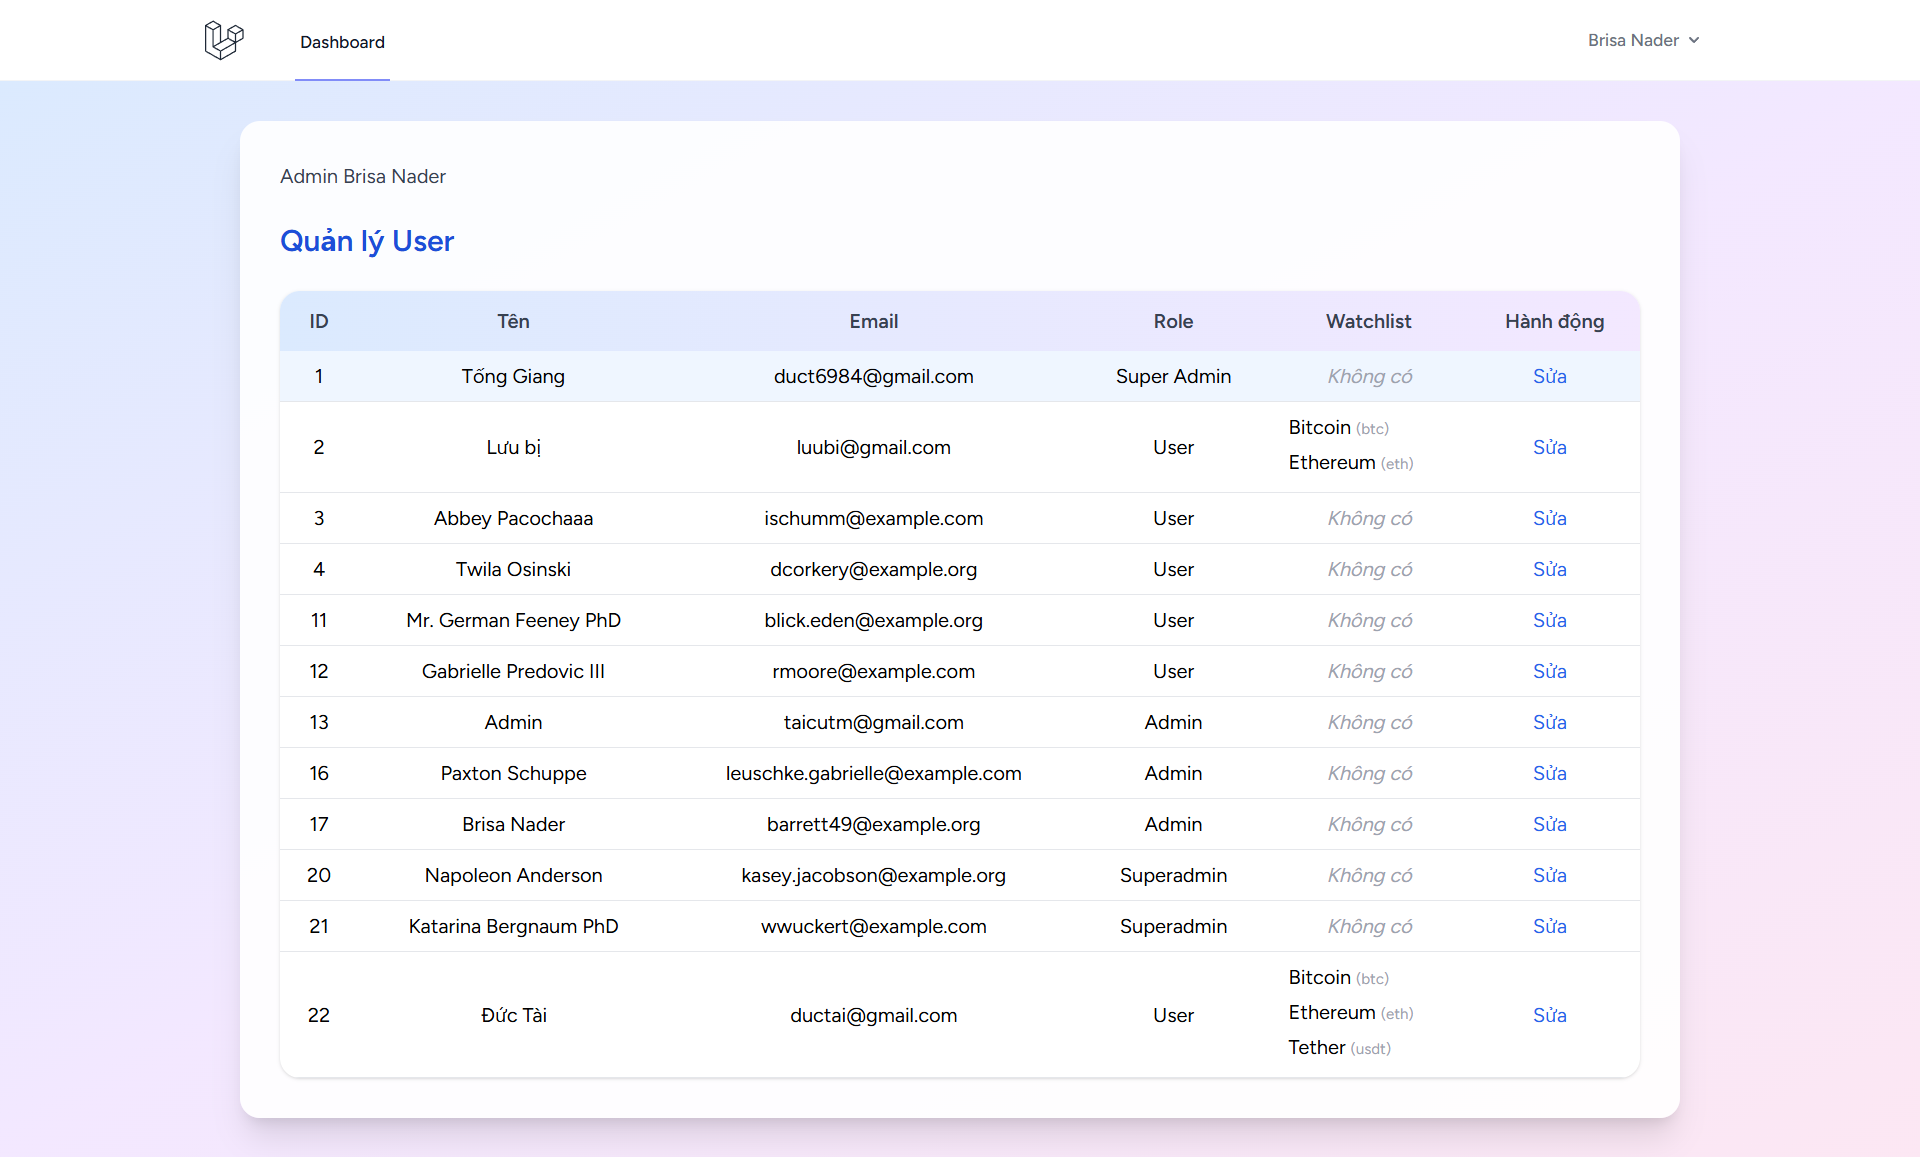 Dashboard
Brisa Nader
Admin Brisa Nader
Quản lý User
ID Tên Email Role Watchlist Hành động
1 Tống Giang duct6984@gmail.com Super Admin Không có Sửa
2 Lưu bị luubi@gmail.com User Bitcoin (btc) Sửa
Ethereum (eth)
3 Abbey Pacochaaa ischumm@example.com User Không có Sửa
4 Twila Osinski dcorkery@example.org User Không có Sửa
11 Mr. German Feeney PhD blick.eden@example.org User Không có Sửa
12 Gabrielle Predovic III rmoore@example.com User Không có Sửa
13 Admin taicutm@gmail.com Admin Không có Sửa
16 Paxton Schuppe leuschke.gabrielle@example.com Admin Không có Sửa
17 Brisa Nader barrett49@example.org Admin Không có Sửa
20 Napoleon Anderson kasey.jacobson@example.org Superadmin Không có Sửa
21 Katarina Bergnaum PhD wwuckert@example.com Superadmin Không có Sửa
22 Đức Tài ductai@gmail.com User Bitcoin (btc) Sửa
Ethereum (eth)
Tether (usdt)